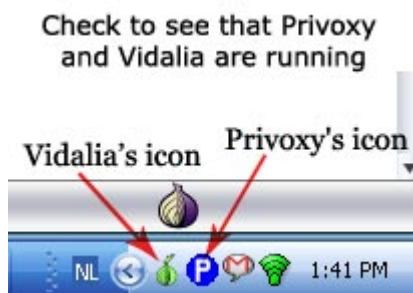 Check to see that Privoxy
and Vidalia are running
Privoxy's icon
Vidalia's icon
NL
P
1:41 PM